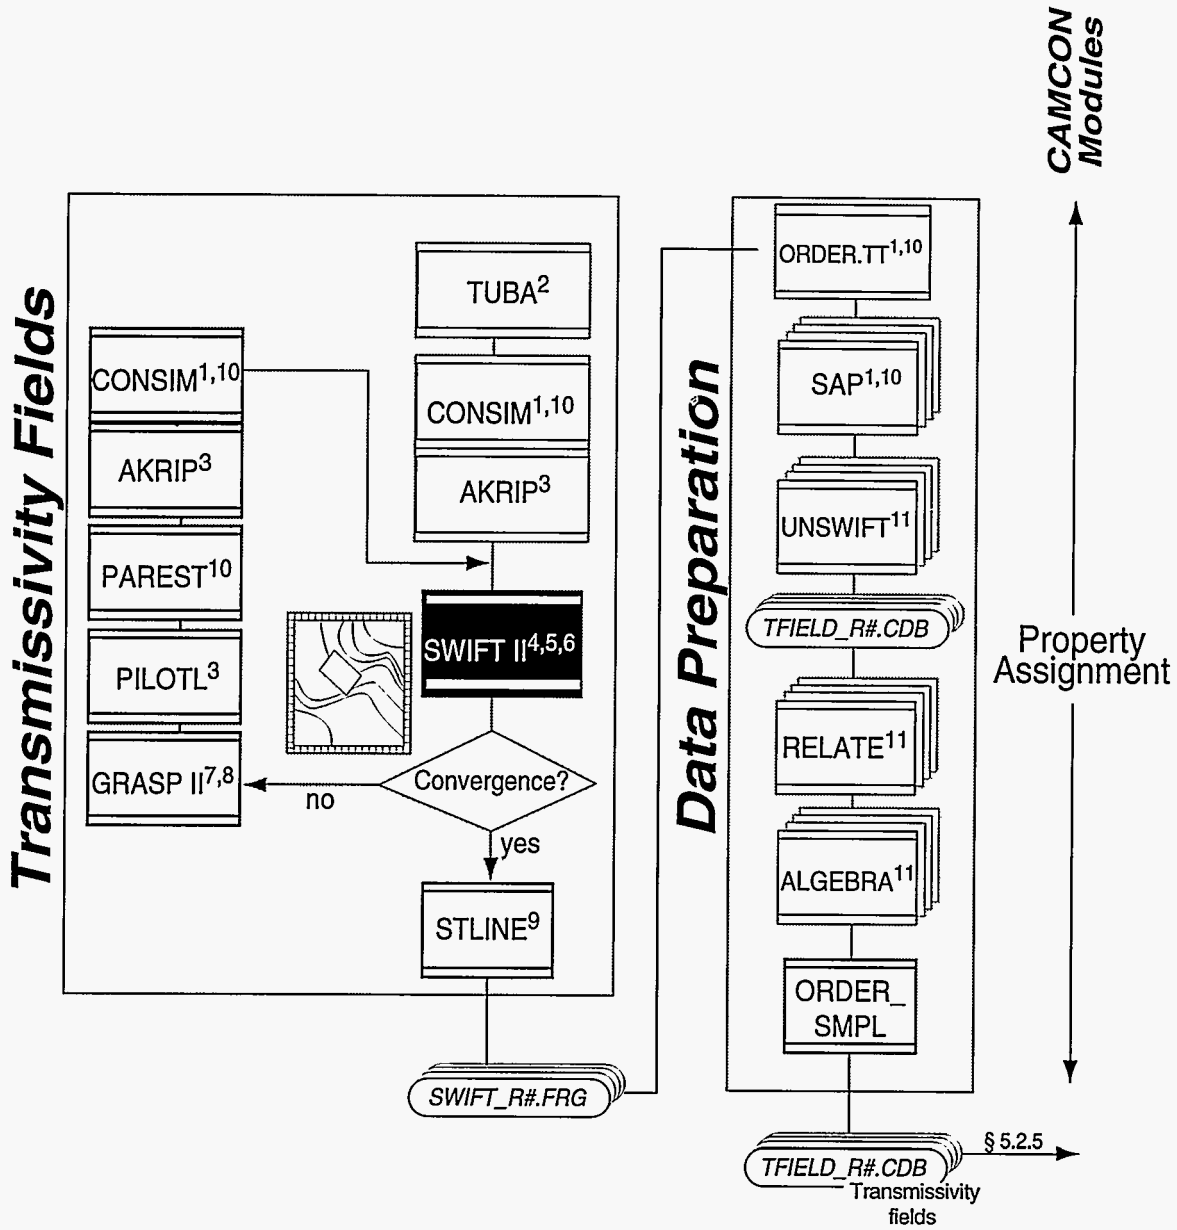 CAMCON
Modules
Transmissivity Fields
TUBA2
CONSIM1,10
AKRIP3
CONSIM1,10
AKRIP3
PAREST10
PILOTL3
GRASP II7,8
SWIFT II4,5,6
Convergence?
no
yes
STLINE9
SWIFT_R#.FRG
Data Preparation
ORDER.TT1,10
SAP1,10
UNSWIFT11
TFIELD_R#.CDB
RELATE11
ALGEBRA11
ORDER_
SMPL
TFIELD_R#.CDB
Transmissivity
fields
§ 5.2.5
Property
Assignment